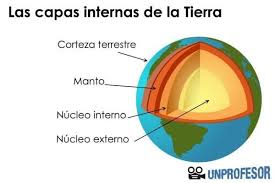 Las capas internas de la Tierra
Corteza terrestre
Manto
Núcleo interno
Núcleo externo
UNPROFESOR